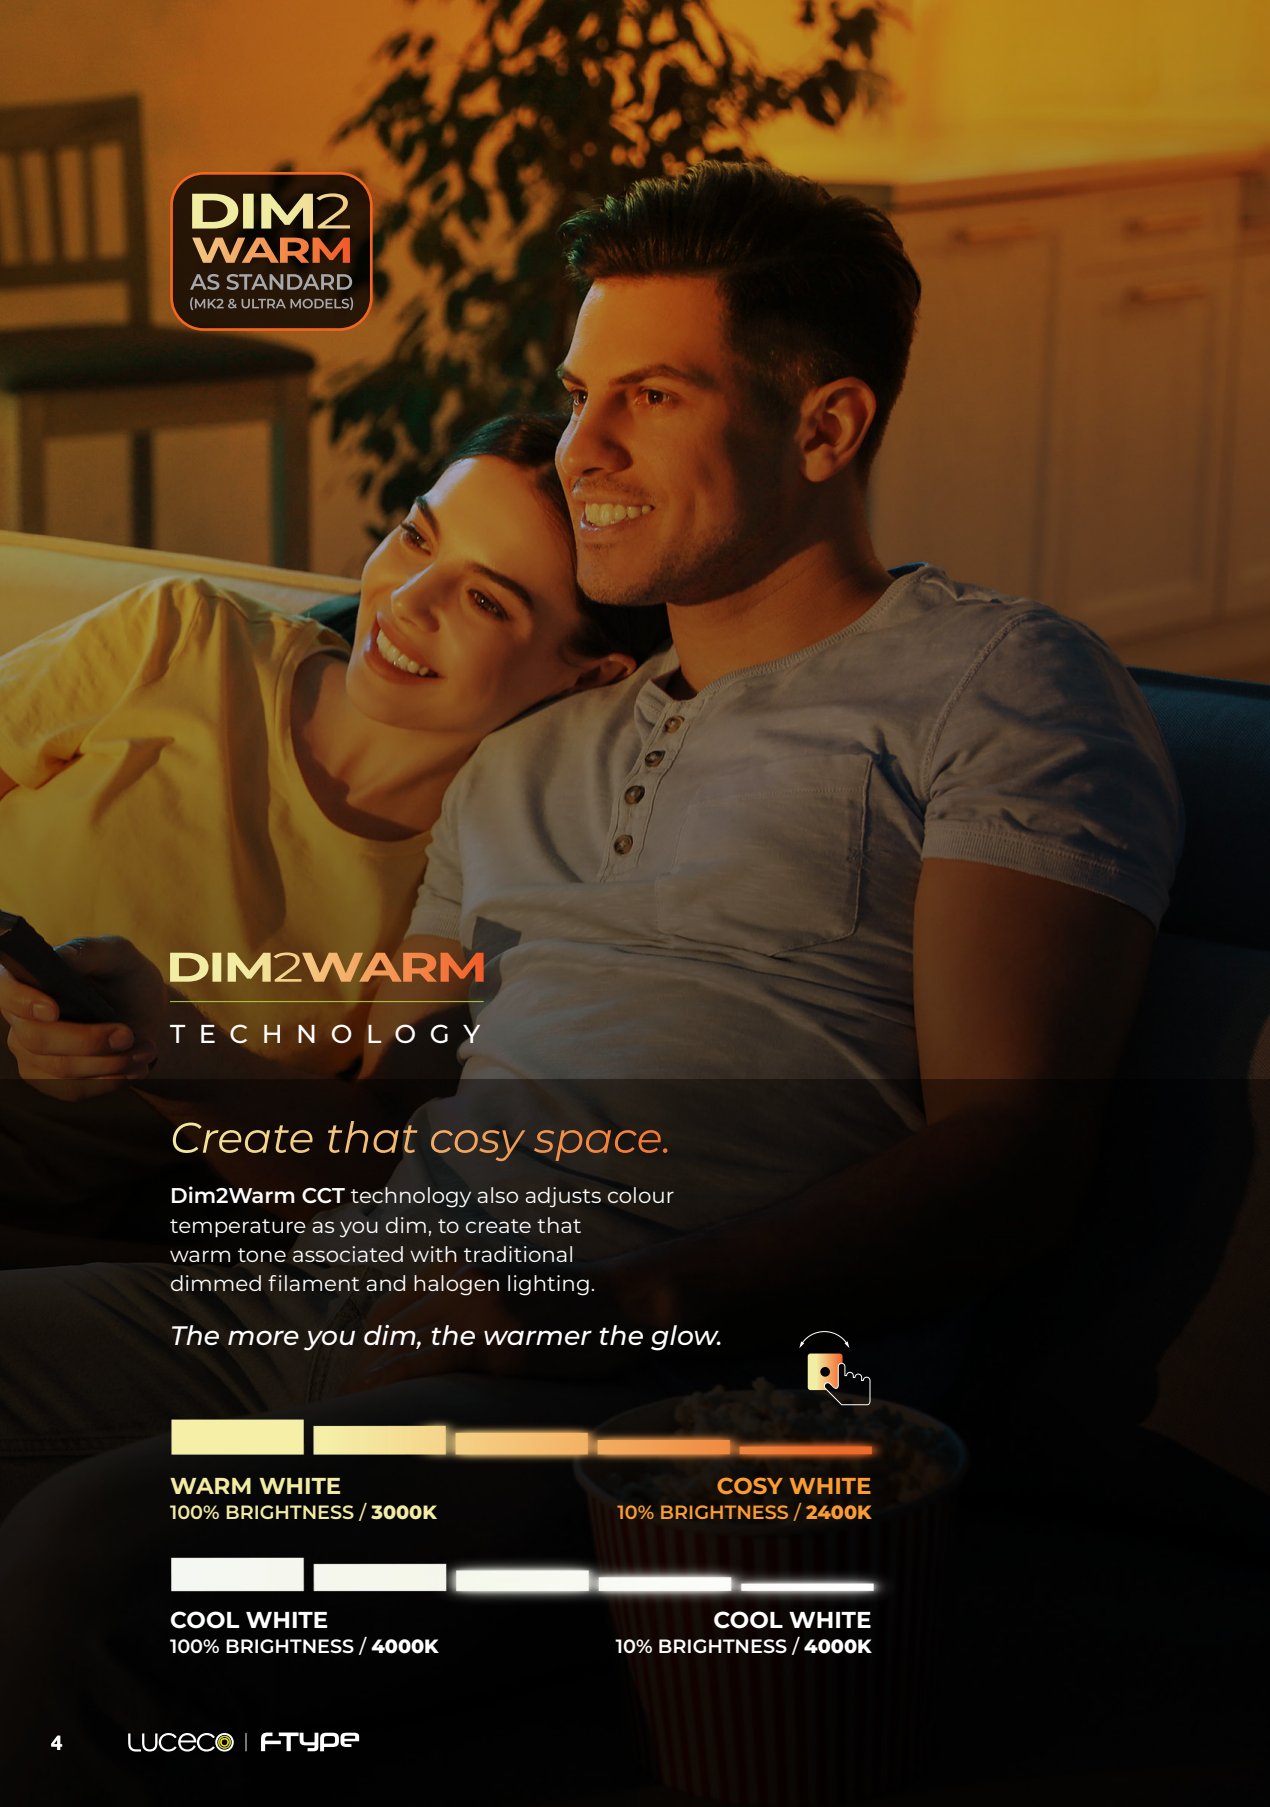 DIM2
WARM
AS STANDARD
(MK2 & ULTRA MODELS)
DIM2WARM
TECHNOLOGY
Create that cosy space.
Dim2Warm CCT technology also adjusts colour
temperature as you dim, to create that
warm tone associated with traditional
dimmed filament and halogen lighting.
The more you dim, the warmer the glow.
WARM WHITE
100% BRIGHTNESS / 3000K
COSY WHITE
10% BRIGHTNESS / 2400K
COOL WHITE
100% BRIGHTNESS / 4000K
COOL WHITE
10% BRIGHTNESS / 4000K
4
LUCECO | F-TYPE